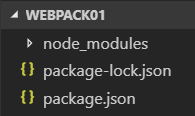 WEBPACK01
node_modules
{} package-lock.json
{} package.json